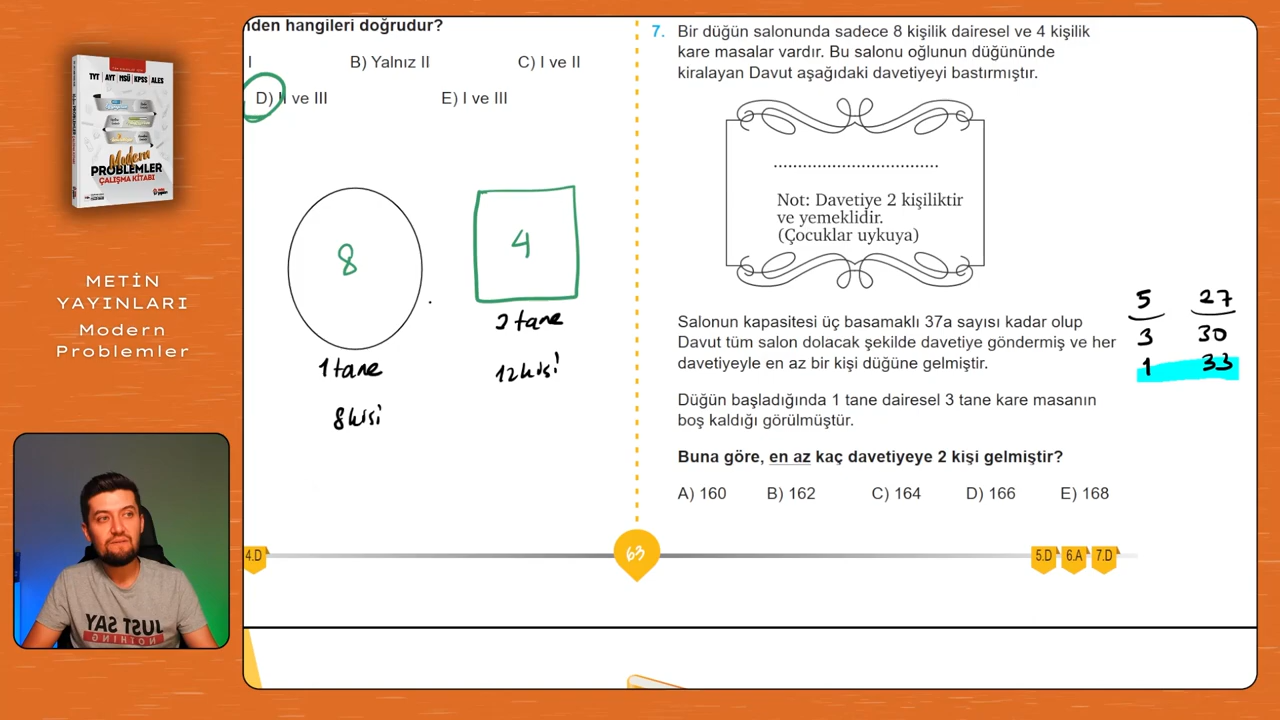 TYT AYT MSÜ KPSS ALES
Modern
PROBLEMLER
ÇALIŞMA KİTABI
METİN
YAYINLARI
Modern
Problemler
JUST SAY
NOTHING
nden hangileri doğrudur?
I
B) Yalnız II
C) I ve II
D) II ve III
E) I ve III
8
4
1 tane
8 kişi
2 tane
12 kişi
4.D
63
7. Bir düğün salonunda sadece 8 kişilik dairesel ve 4 kişilik
kare masalar vardır. Bu salonu oğlunun düğününde
kiralayan Davut aşağıdaki davetiyeyi bastırmıştır.
..................................
Not: Davetiye 2 kişiliktir
ve yemeklidir.
(Çocuklar uykuya)
Salonun kapasitesi üç basamaklı 37a sayısı kadar olup
Davut tüm salon dolacak şekilde davetiye göndermiş ve her
davetiyeyle en az bir kişi düğüne gelmiştir.
Düğün başladığında 1 tane dairesel 3 tane kare masanın
boş kaldığı görülmüştür.
Buna göre, en az kaç davetiyeye 2 kişi gelmiştir?
A) 160
B) 162
C) 164
D) 166
E) 168
5 27
3 30
1 33
5.D
6.A
7.D